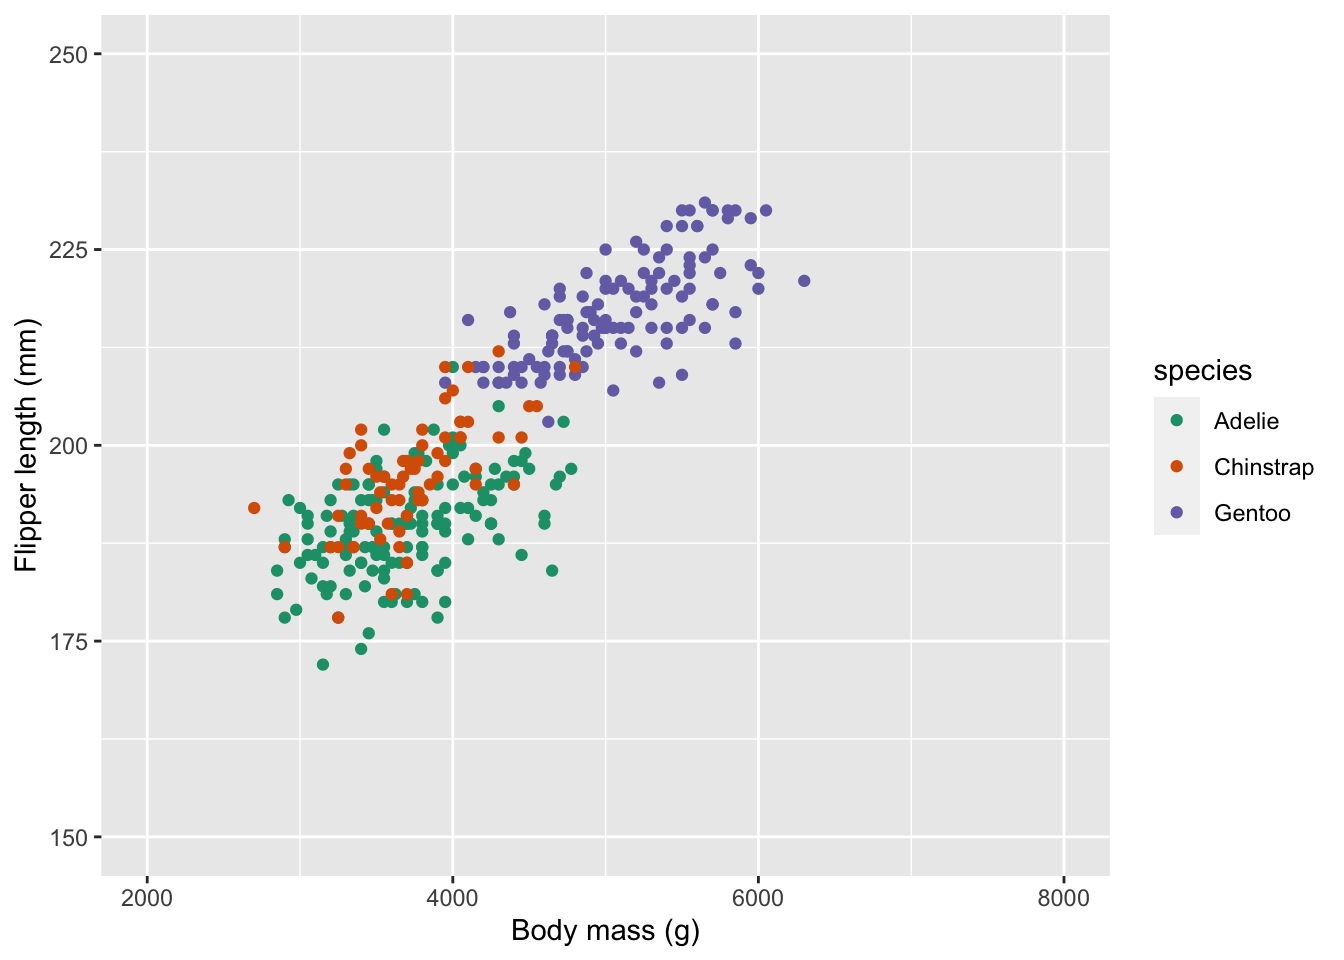 250
225
200
175
150
Flipper length (mm)
2000 4000 6000 8000
Body mass (g)
species
Adelie
Chinstrap
Gentoo